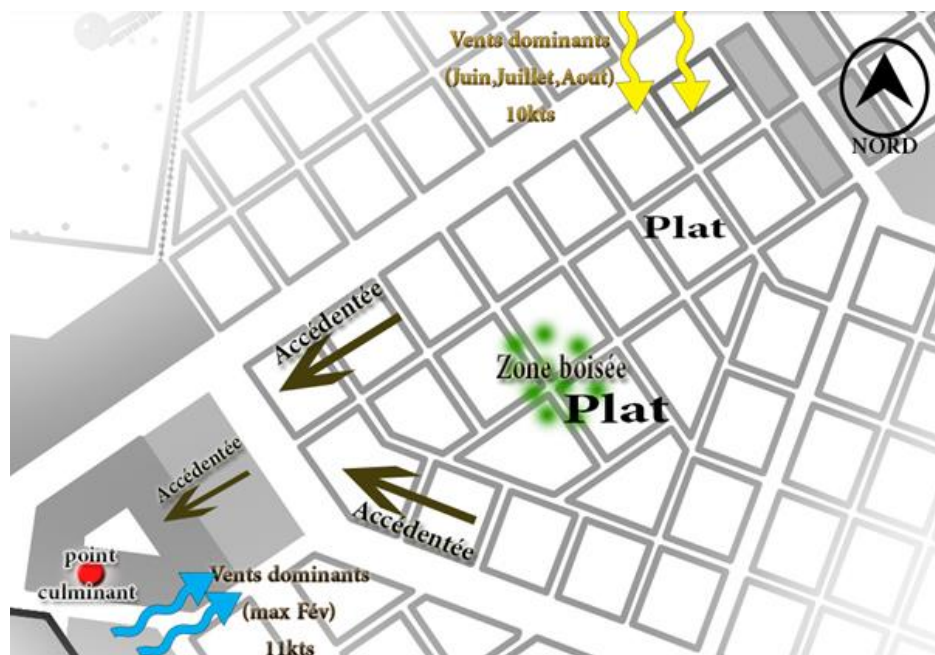 Vents dominants
(Juin,Juillet,Aout)
10kts
NORD
Plat
Accédentée
Zone boisée
Plat
Accédentée
Accédentée
point
culminant
Vents dominants
(max Fév)
11kts